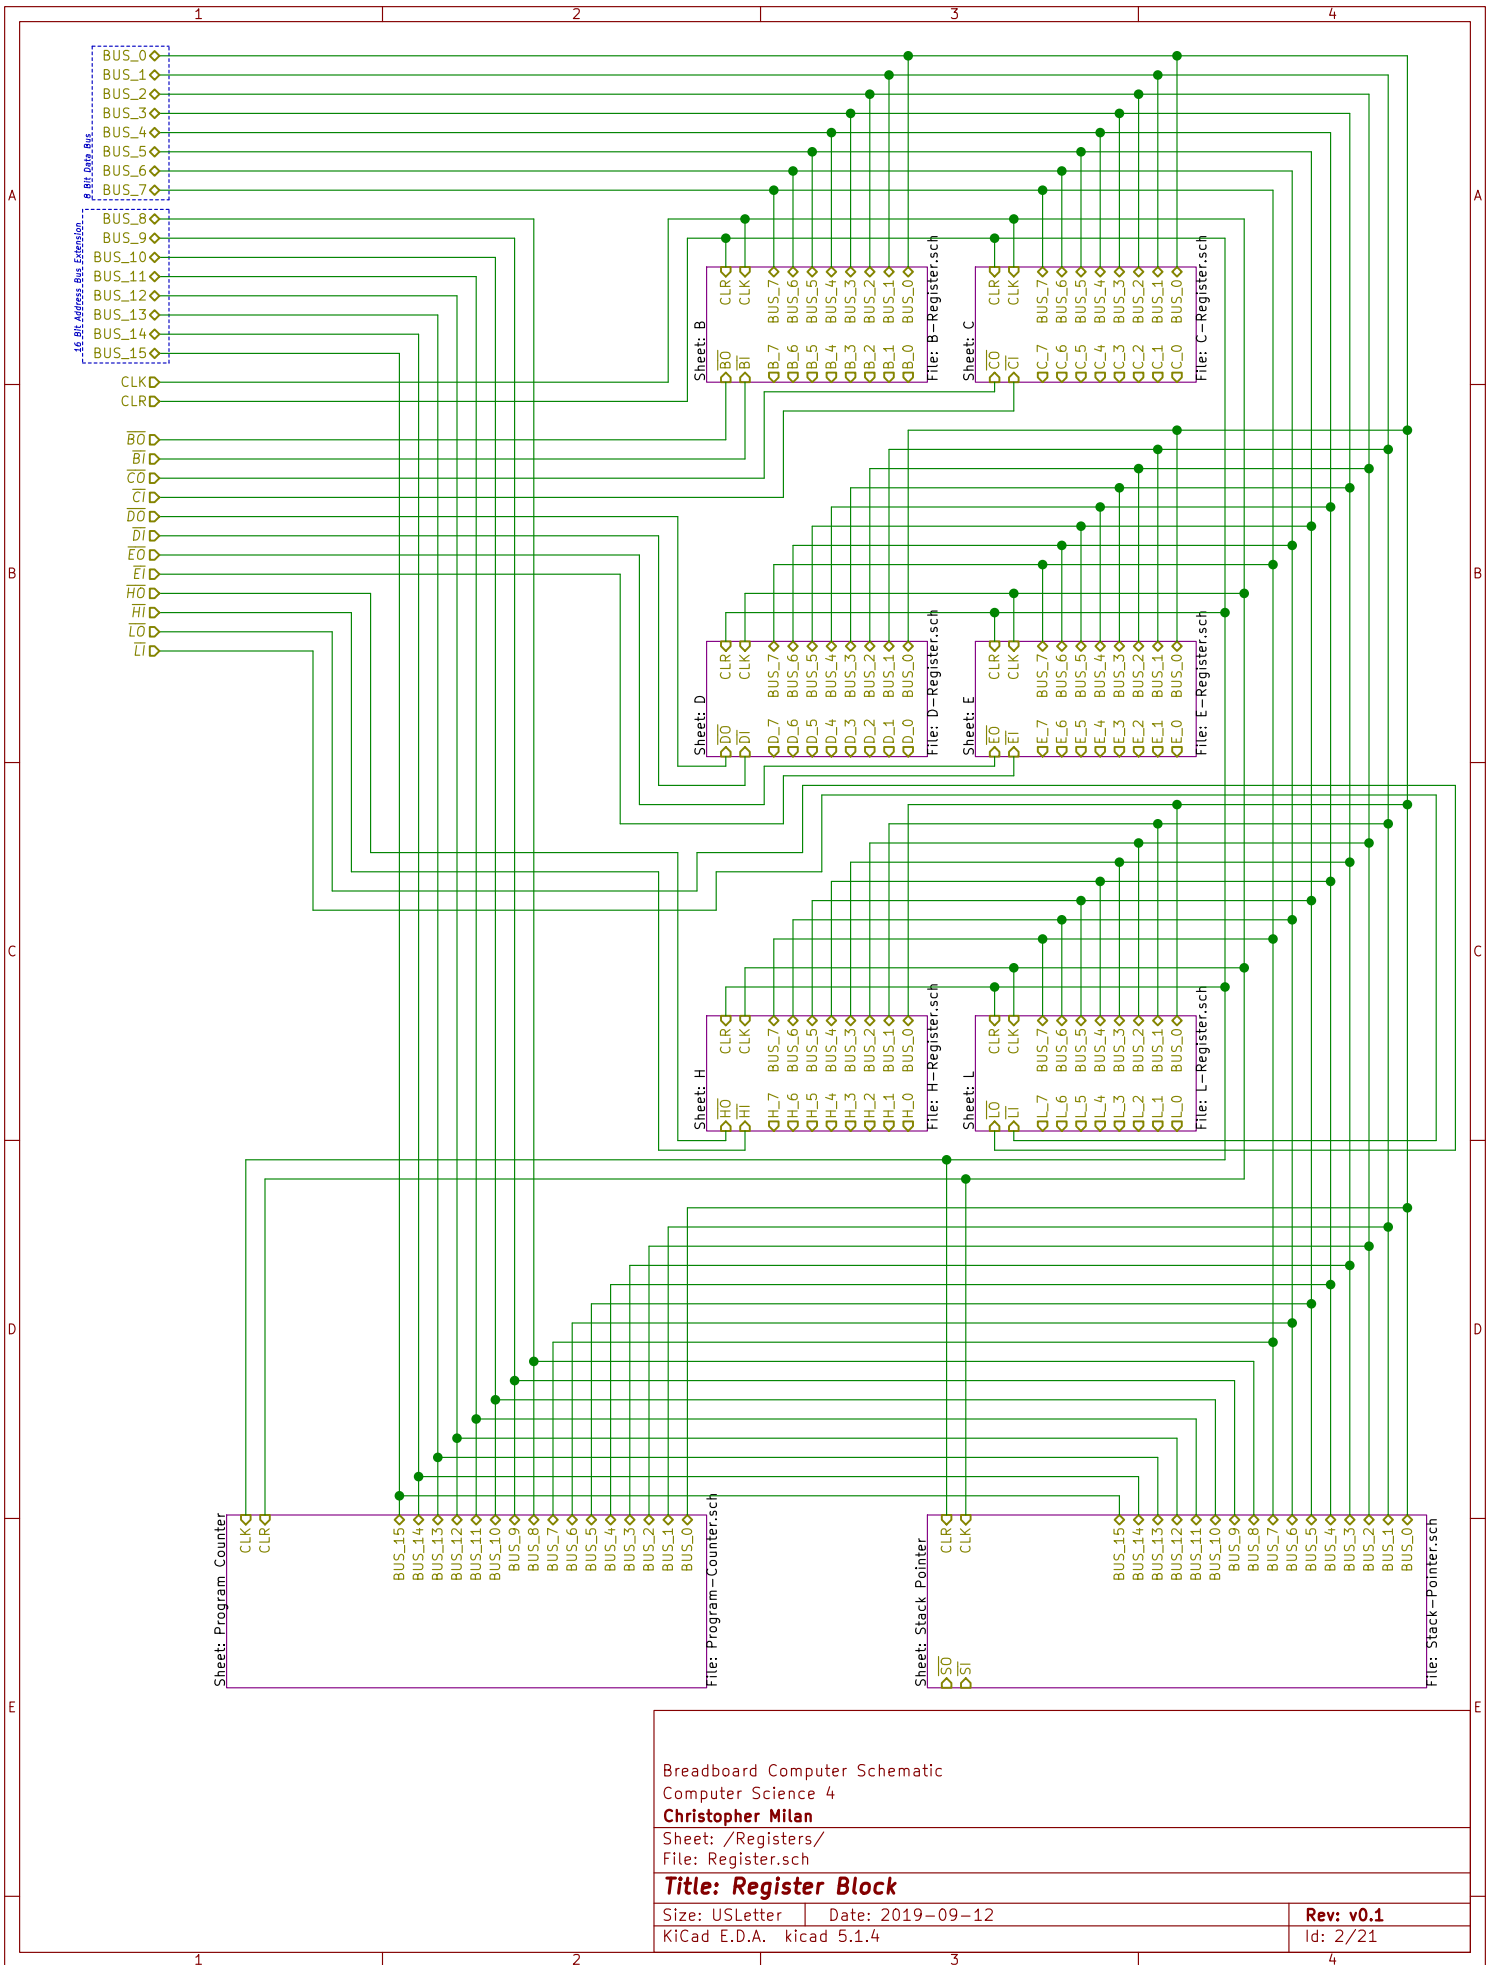 1 2 3 4
A A
B B
C C
D D
E E
BUS_0
BUS_1
BUS_2
BUS_3
BUS_4
BUS_5
BUS_6
BUS_7
8 Bit Data Bus
BUS_8
BUS_9
BUS_10
BUS_11
BUS_12
BUS_13
BUS_14
BUS_15
16 Bit Address Bus Extension
CLK
CLR
BO
BI
CO
CI
DO
DI
EO
EI
HO
HI
LO
LI
Sheet: B
CLR CLK BUS_7 BUS_6 BUS_5 BUS_4 BUS_3 BUS_2 BUS_1 BUS_0
BO BI B_7 B_6 B_5 B_4 B_3 B_2 B_1 B_0
File: B-Register.sch
Sheet: C
CLR CLK BUS_7 BUS_6 BUS_5 BUS_4 BUS_3 BUS_2 BUS_1 BUS_0
CO CI C_7 C_6 C_5 C_4 C_3 C_2 C_1 C_0
File: C-Register.sch
Sheet: D
CLR CLK BUS_7 BUS_6 BUS_5 BUS_4 BUS_3 BUS_2 BUS_1 BUS_0
DO DI D_7 D_6 D_5 D_4 D_3 D_2 D_1 D_0
File: D-Register.sch
Sheet: E
CLR CLK BUS_7 BUS_6 BUS_5 BUS_4 BUS_3 BUS_2 BUS_1 BUS_0
EO EI E_7 E_6 E_5 E_4 E_3 E_2 E_1 E_0
File: E-Register.sch
Sheet: H
CLR CLK BUS_7 BUS_6 BUS_5 BUS_4 BUS_3 BUS_2 BUS_1 BUS_0
HO HI H_7 H_6 H_5 H_4 H_3 H_2 H_1 H_0
File: H-Register.sch
Sheet: L
CLR CLK BUS_7 BUS_6 BUS_5 BUS_4 BUS_3 BUS_2 BUS_1 BUS_0
LO LI L_7 L_6 L_5 L_4 L_3 L_2 L_1 L_0
File: L-Register.sch
Sheet: Program Counter
CLK CLR BUS_15 BUS_14 BUS_13 BUS_12 BUS_11 BUS_10 BUS_9 BUS_8 BUS_7 BUS_6 BUS_5 BUS_4 BUS_3 BUS_2 BUS_1 BUS_0
File: Program-Counter.sch
Sheet: Stack Pointer
CLR CLK BUS_15 BUS_14 BUS_13 BUS_12 BUS_11 BUS_10 BUS_9 BUS_8 BUS_7 BUS_6 BUS_5 BUS_4 BUS_3 BUS_2 BUS_1 BUS_0
SO SI
File: Stack-Pointer.sch
Breadboard Computer Schematic
Computer Science 4
Christopher Milan
Sheet: /Registers/
File: Register.sch
Title: Register Block
Size: USLetter Date: 2019-09-12 Rev: v0.1
KiCad E.D.A. kicad 5.1.4 Id: 2/21
1 2 3 4